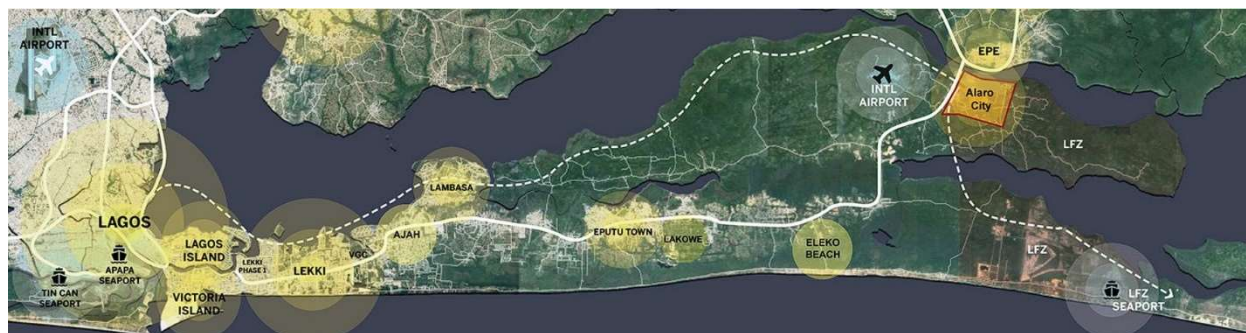 INTL
AIRPORT
LAGOS
APAPA
SEAPORT
TIN CAN
SEAPORT
LAGOS
ISLAND
VICTORIA
ISLAND
LEKKI
PHASE 1
LEKKI
VGC
AJAH
LAMBASA
EPUTU TOWN
LAKOWE
ELEKO
BEACH
INTL
AIRPORT
EPE
Alaro
City
LFZ
LFZ
LFZ
SEAPORT